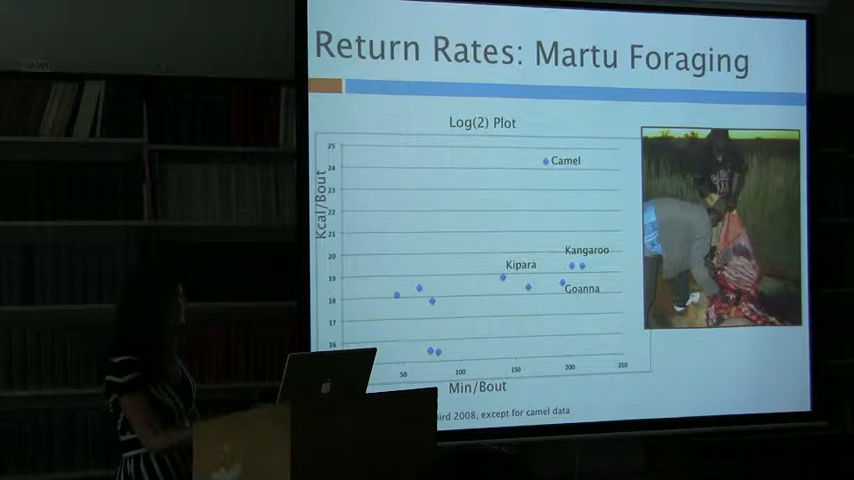 Return Rates: Martu Foraging
Log(2) Plot
Kcal/Bout
25
24
23
22
21
20
19
18
17
16
Camel
Kangaroo
Kipara
Goanna
50
100
150
200
250
Min/Bout
ird 2008, except for camel data